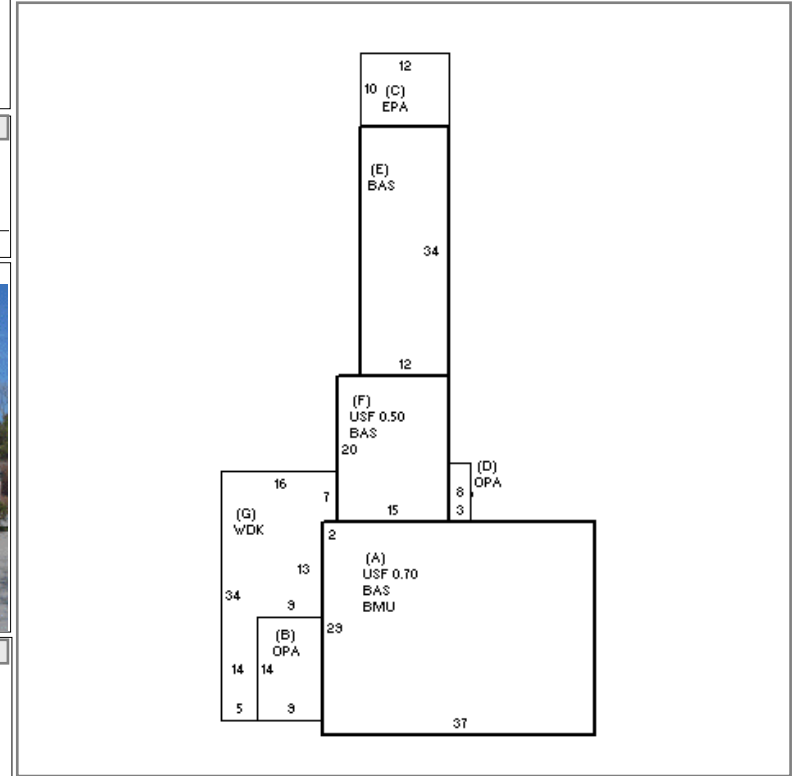 12
10 (C)
EPA
(E)
BAS
34
12
(F)
USF 0.50
BAS
20
(D)
OPA
16
7
8
15
3
(G)
WDK
2
13
(A)
USF 0.70
BAS
BMU
34
9
29
(B)
OPA
14
14
5
9
37